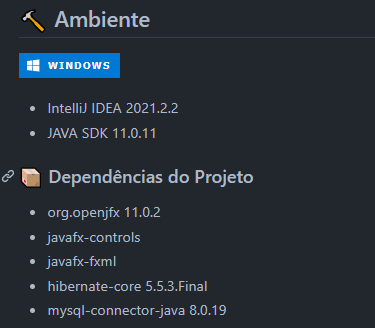 Ambiente
WINDOWS
IntelliJ IDEA 2021.2.2
JAVA SDK 11.0.11
Dependências do Projeto
org.openjfx 11.0.2
javafx-controls
javafx-fxml
hibernate-core 5.5.3.Final
mysql-connector-java 8.0.19